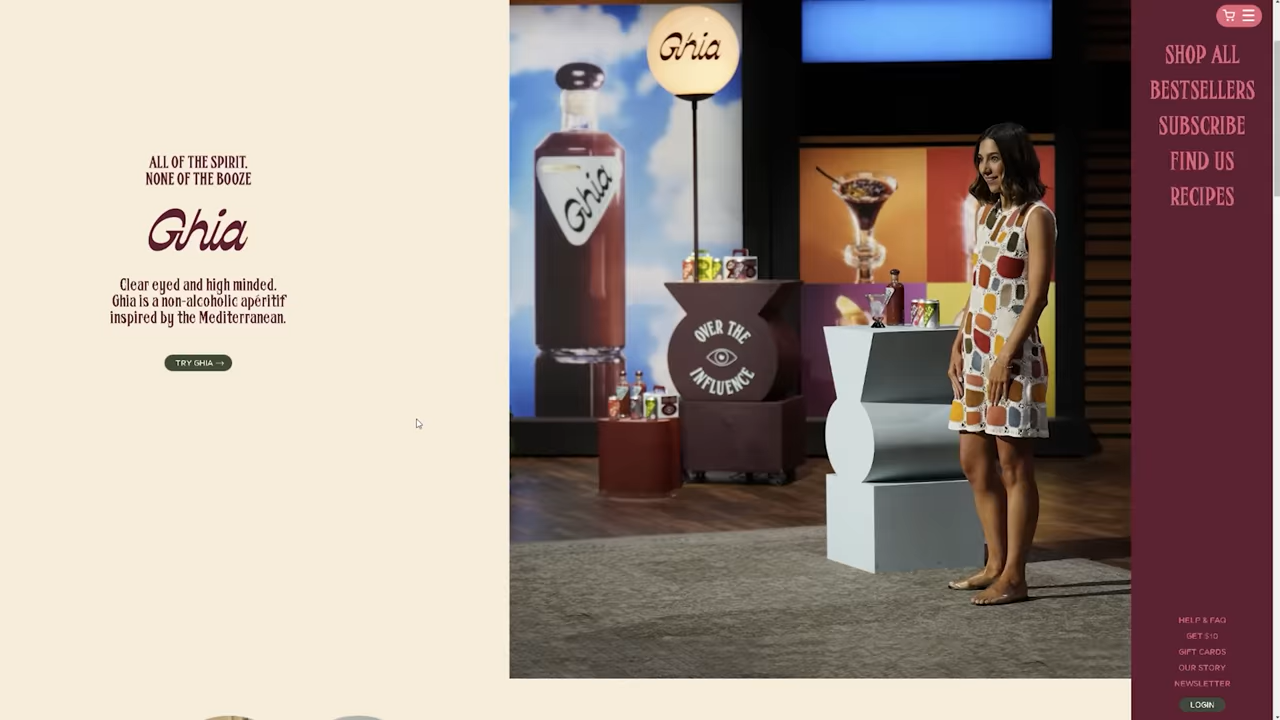 ALL OF THE SPIRIT.
NONE OF THE BOOZE
Ghia
Clear eyed and high minded.
Ghia is a non-alcoholic apéritif
inspired by the Mediterranean.
TRY GHIA →
Ghia
Ghia
OVER THE
INFLUENCE
SHOP ALL
BESTSELLERS
SUBSCRIBE
FIND US
RECIPES
HELP & FAQ
GET $10
GIFT CARDS
OUR STORY
NEWSLETTER
LOGIN